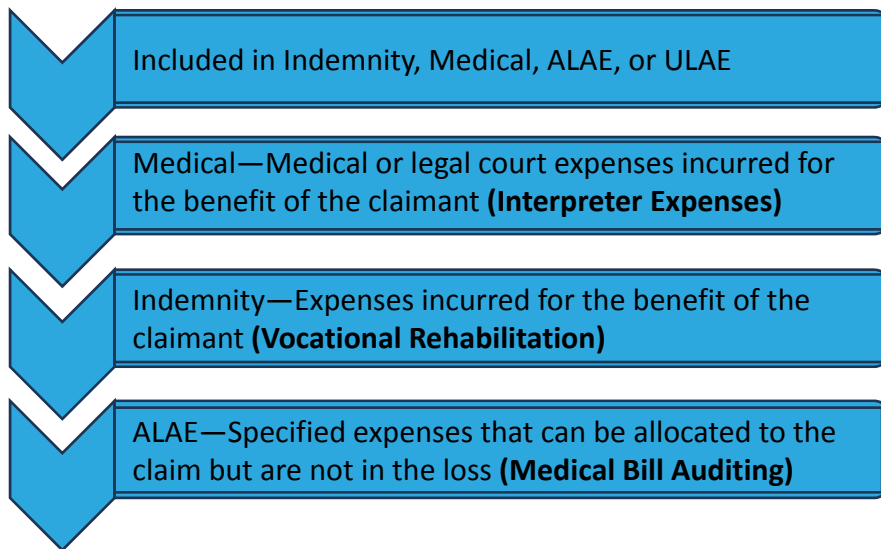 Included in Indemnity, Medical, ALAE, or ULAE
Medical—Medical or legal court expenses incurred for
the benefit of the claimant (Interpreter Expenses)
Indemnity—Expenses incurred for the benefit of the
claimant (Vocational Rehabilitation)
ALAE—Specified expenses that can be allocated to the
claim but are not in the loss (Medical Bill Auditing)